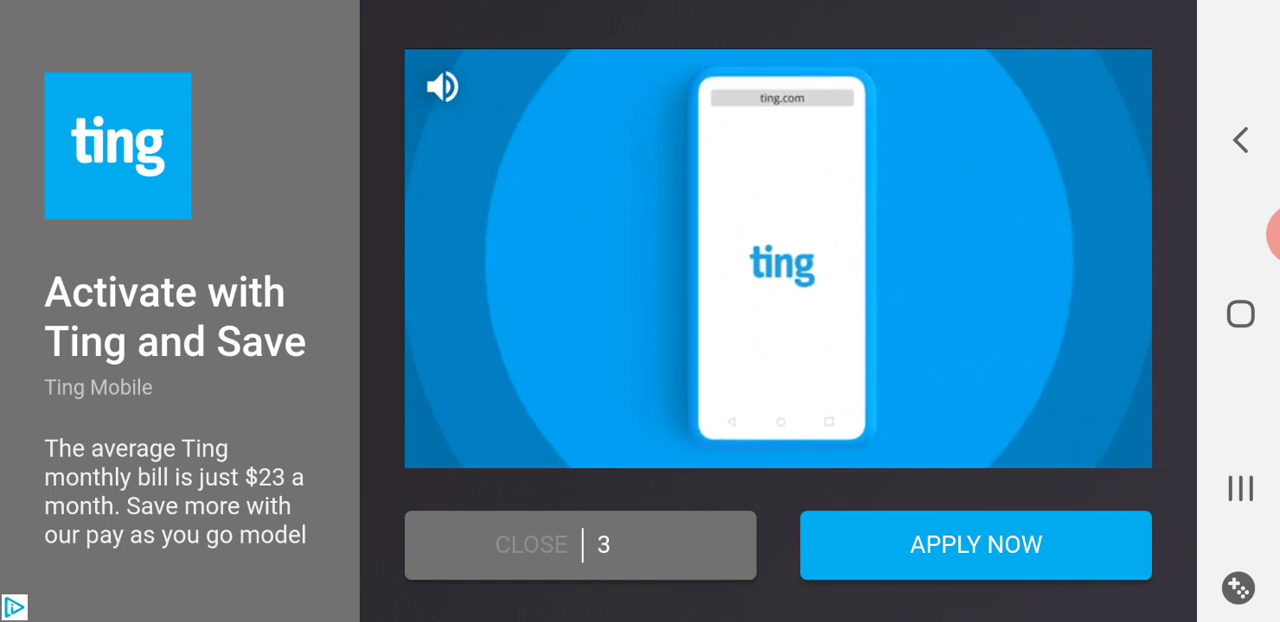 ting
Activate with
Ting and Save
Ting Mobile
The average Ting
monthly bill is just $23 a
month. Save more with
our pay as you go model
ting.com
ting
CLOSE 3
APPLY NOW